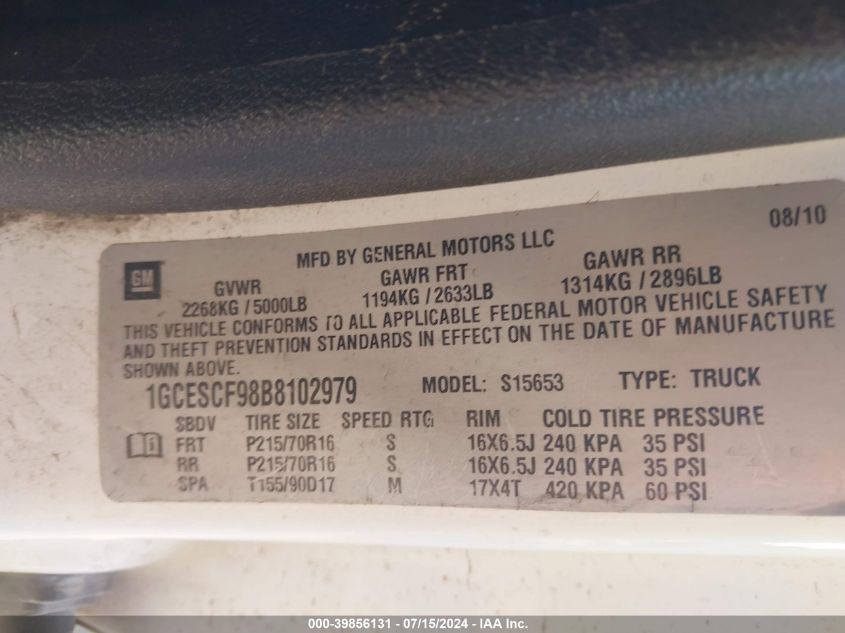 08/10
MFD BY GENERAL MOTORS LLC
GM
GVWR GAWR FRT GAWR RR
2268KG / 5000LB 1194KG / 2633LB 1314KG / 2896LB
THIS VEHICLE CONFORMS TO ALL APPLICABLE FEDERAL MOTOR VEHICLE SAFETY
AND THEFT PREVENTION STANDARDS IN EFFECT ON THE DATE OF MANUFACTURE
SHOWN ABOVE.
1GCESCF98B8102979 MODEL: S15653 TYPE: TRUCK
SBDV TIRE SIZE SPEED RTG RIM COLD TIRE PRESSURE
FRT P215/70R16 S 16X6.5J 240 KPA 35 PSI
RR P215/70R16 S 16X6.5J 240 KPA 35 PSI
SPA T155/90D17 M 17X4T 420 KPA 60 PSI
000-39856131 - 07/15/2024 - IAA Inc.